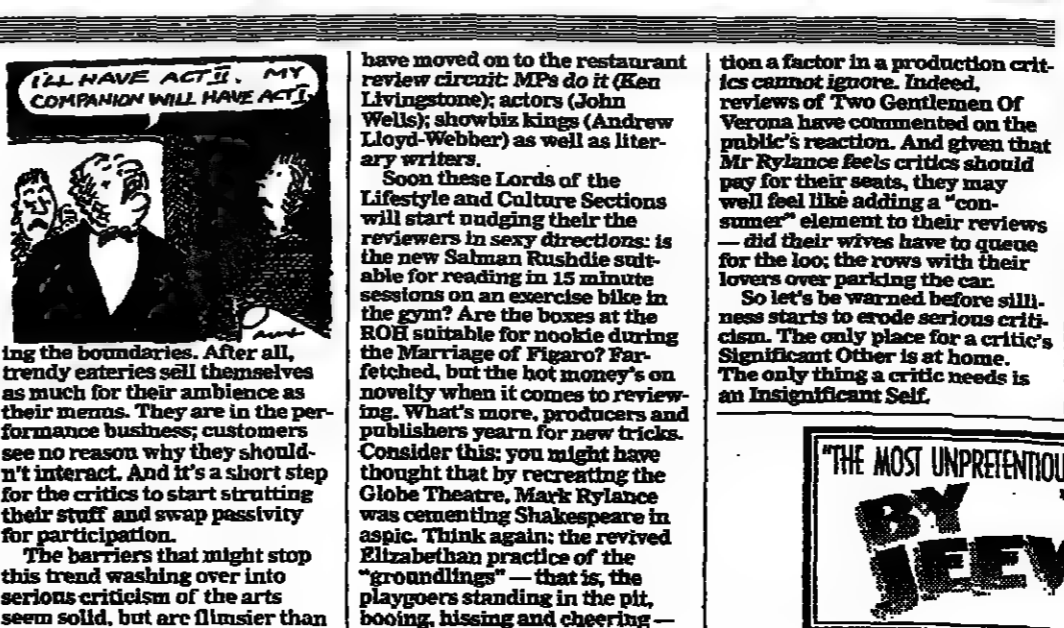 I'LL HAVE ACT II. MY
COMPANION WILL HAVE ACT I.
ing the boundaries. After all,
trendy eateries sell themselves
as much for their ambience as
their menus. They are in the per-
formance business; customers
see no reason why they should-
n't interact. And it's a short step
for the critics to start strutting
their stuff and swap passivity
for participation.
The barriers that might stop
this trend washing over into
serious criticism of the arts
seem solid, but are flimsier than
have moved on to the restaurant
review circuit: MPs do it (Ken
Livingstone); actors (John
Wells); showbiz kings (Andrew
Lloyd-Webber) as well as liter-
ary writers.
Soon these Lords of the
Lifestyle and Culture Sections
will start nudging their the
reviewers in sexy directions: is
the new Salman Rushdie suit-
able for reading in 15 minute
sessions on an exercise bike in
the gym? Are the boxes at the
ROH suitable for nookie during
the Marriage of Figaro? Far-
fetched, but the hot money's on
novelty when it comes to review-
ing. What's more, producers and
publishers yearn for new tricks.
Consider this: you might have
thought that by recreating the
Globe Theatre, Mark Rylance
was cementing Shakespeare in
aspic. Think again: the revived
Elizabethan practice of the
"groundlings" — that is, the
playgoers standing in the pit,
booing, hissing and cheering —
tion a factor in a production crit-
ics cannot ignore. Indeed,
reviews of Two Gentlemen Of
Verona have commented on the
public's reaction. And given that
Mr Rylance feels critics should
pay for their seats, they may
well feel like adding a "con-
sumer" element to their reviews
— did their wives have to queue
for the loo; the rows with their
lovers over parking the car.
So let's be warned before silli-
ness starts to erode serious criti-
cism. The only place for a critic's
Significant Other is at home.
The only thing a critic needs is
an Insignificant Self.
"THE MOST UNPRETENTIOU
BY
JEEV